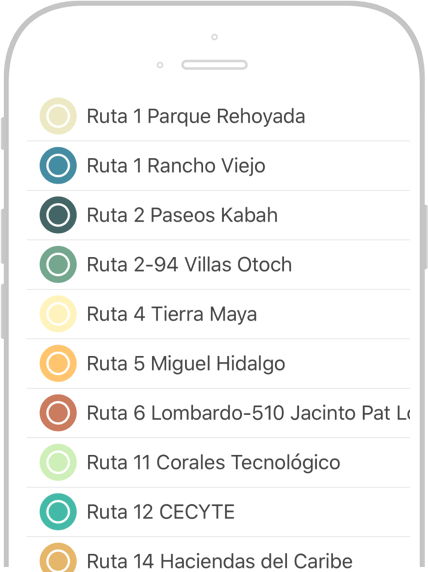 Ruta 1 Parque Rehoyada
Ruta 1 Rancho Viejo
Ruta 2 Paseos Kabah
Ruta 2-94 Villas Otoch
Ruta 4 Tierra Maya
Ruta 5 Miguel Hidalgo
Ruta 6 Lombardo-510 Jacinto Pat
Ruta 11 Corales Tecnológico
Ruta 12 CECYTE
Ruta 14 Haciendas del Caribe